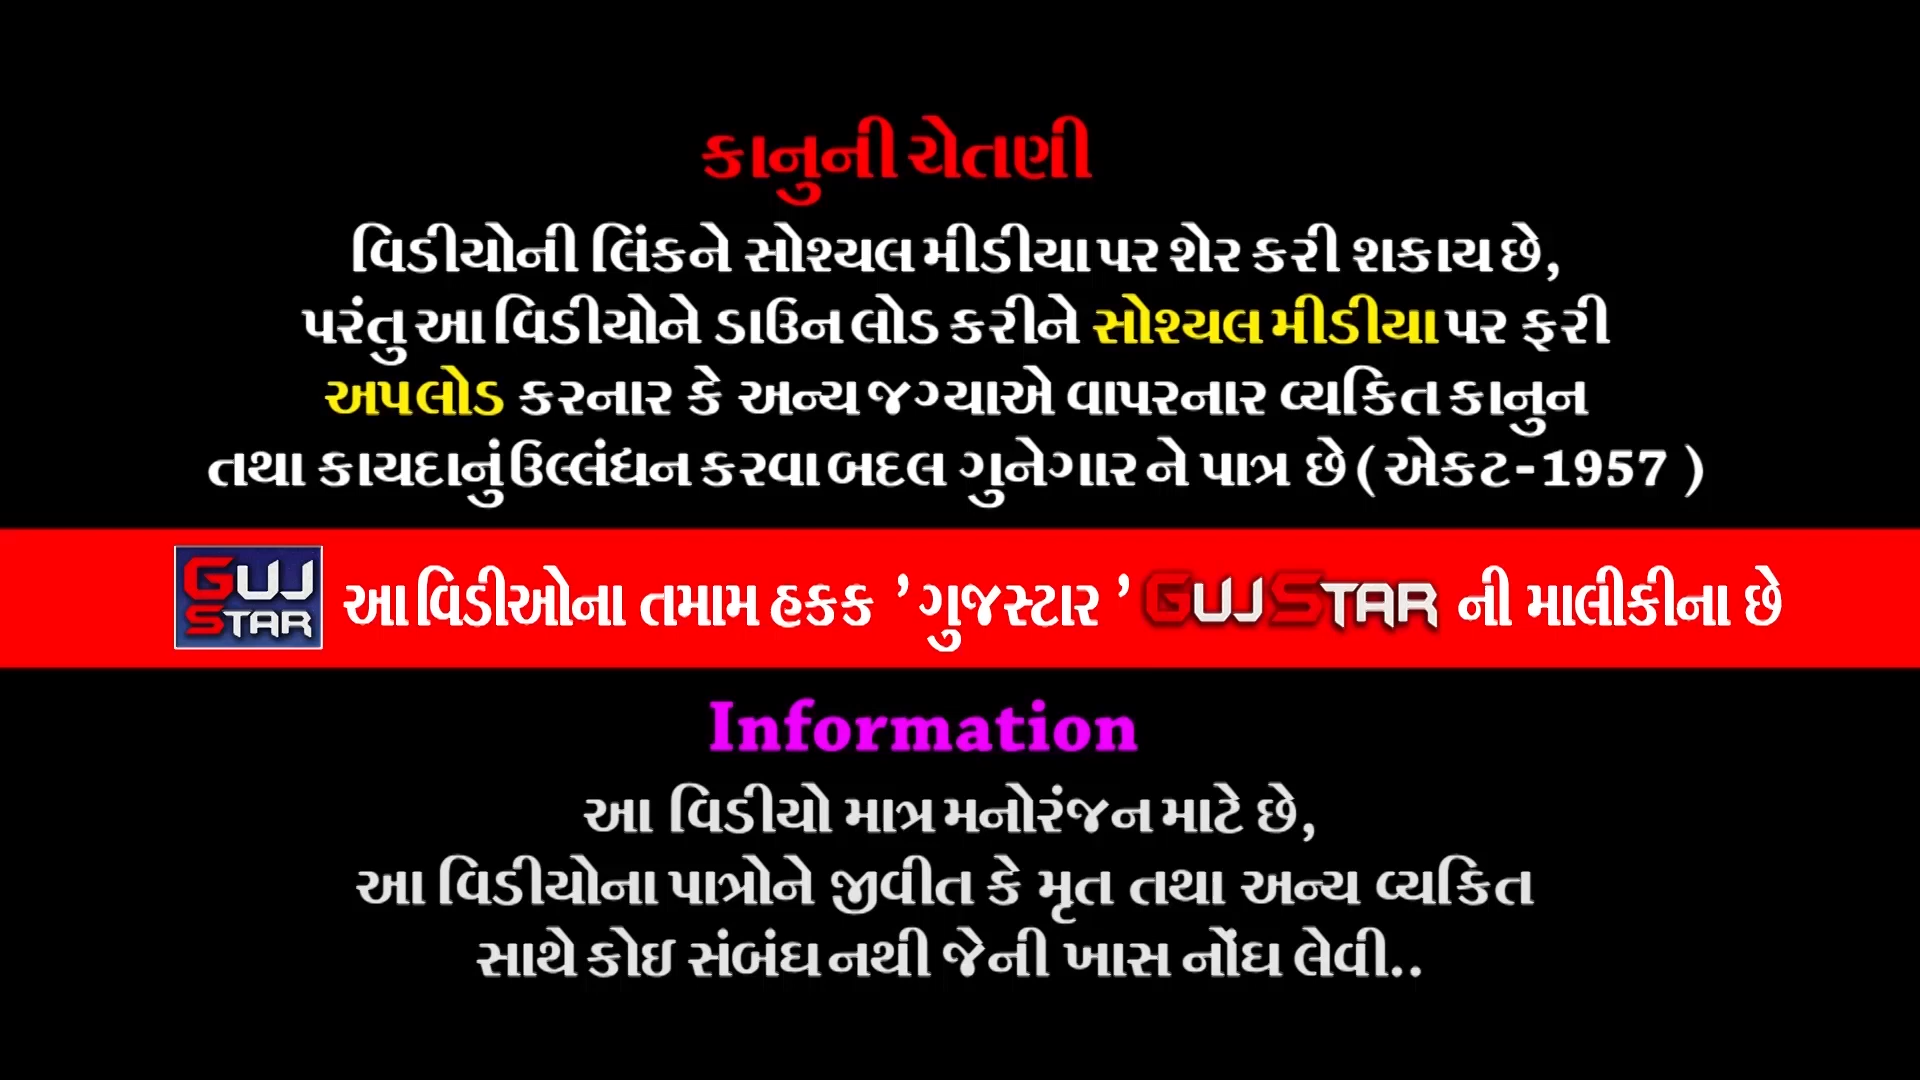 કાનુની ચેતણી
વિડીયોની લિંકને સોશ્યલ મીડીયા પર શેર કરી શકાય છે,
પરંતુ આ વિડીયોને ડાઉન લોડ કરીને સોશ્યલ મીડીયા પર ફરી
અપલોડ કરનાર કે અન્ય જગ્યાએ વાપરનાર વ્યકિત કાનુન
તથા કાયદાનું ઉલ્લંઘન કરવા બદલ ગુનેગાર ને પાત્ર છે ( એકટ-1957 )
GUJ STAR આ વિડીઓના તમામ હકક ’ ગુજસ્ટાર ’ GUJ STAR ની માલીકીના છે
Information
આ વિડીયો માત્ર મનોરંજન માટે છે,
આ વિડીયોના પાત્રોને જીવીત કે મૃત તથા અન્ય વ્યકિત
સાથે કોઇ સંબંઘ નથી જેની ખાસ નોંઘ લેવી..